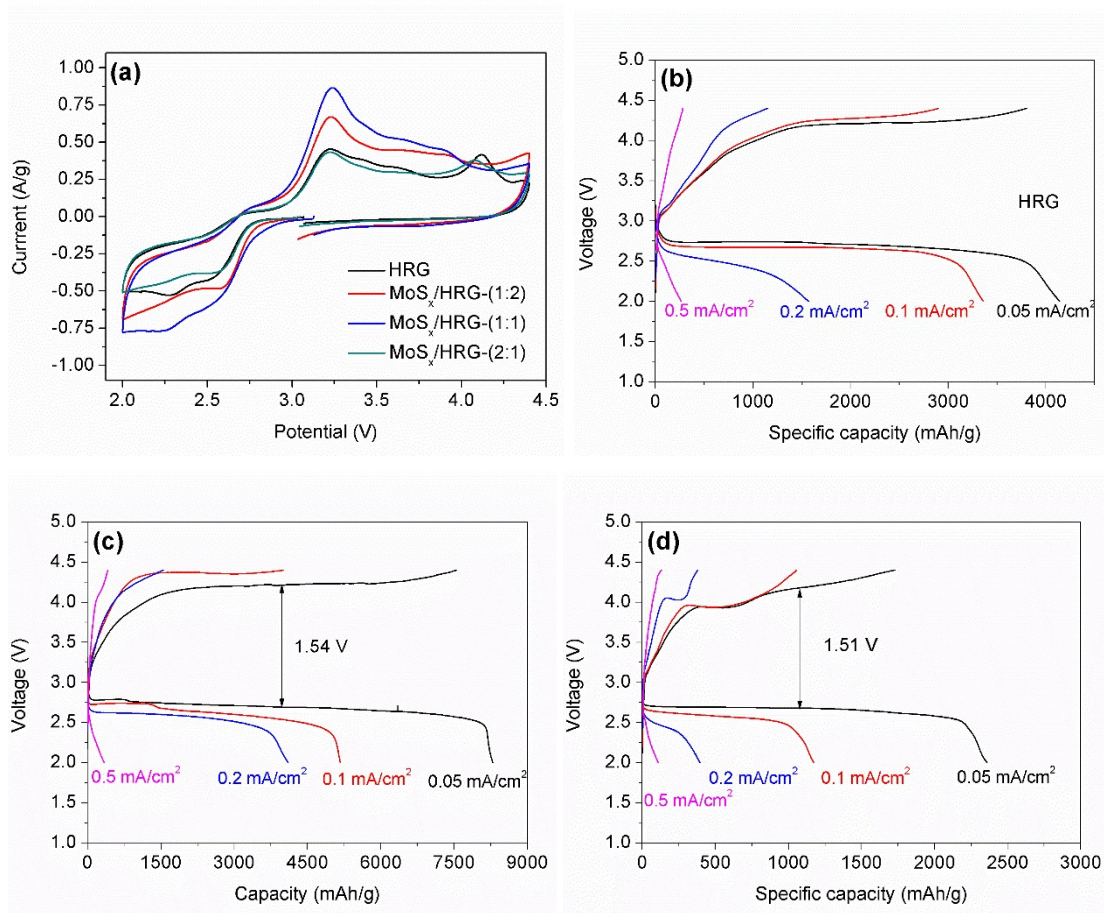 (a)
1.00
0.75
0.50
0.25
0.00
-0.25
-0.50
-0.75
-1.00
Currrent (A/g)
HRG
MoSₓ/HRG-(1:2)
MoSₓ/HRG-(1:1)
MoSₓ/HRG-(2:1)
2.0 2.5 3.0 3.5 4.0 4.5
Potential (V)
(b)
5.0
4.5
4.0
3.5
3.0
2.5
2.0
1.5
1.0
Voltage (V)
HRG
0.5 mA/cm² 0.2 mA/cm² 0.1 mA/cm² 0.05 mA/cm²
0 1000 2000 3000 4000
Specific capacity (mAh/g)
(c)
5.0
4.5
4.0
3.5
3.0
2.5
2.0
1.5
1.0
Voltage (V)
1.54 V
0.5 mA/cm² 0.2 mA/cm² 0.1 mA/cm² 0.05 mA/cm²
0 1500 3000 4500 6000 7500 9000
Capacity (mAh/g)
(d)
5.0
4.5
4.0
3.5
3.0
2.5
2.0
1.5
1.0
Voltage (V)
1.51 V
0.2 mA/cm² 0.1 mA/cm² 0.05 mA/cm²
0.5 mA/cm²
0 500 1000 1500 2000 2500 3000
Specific capacity (mAh/g)